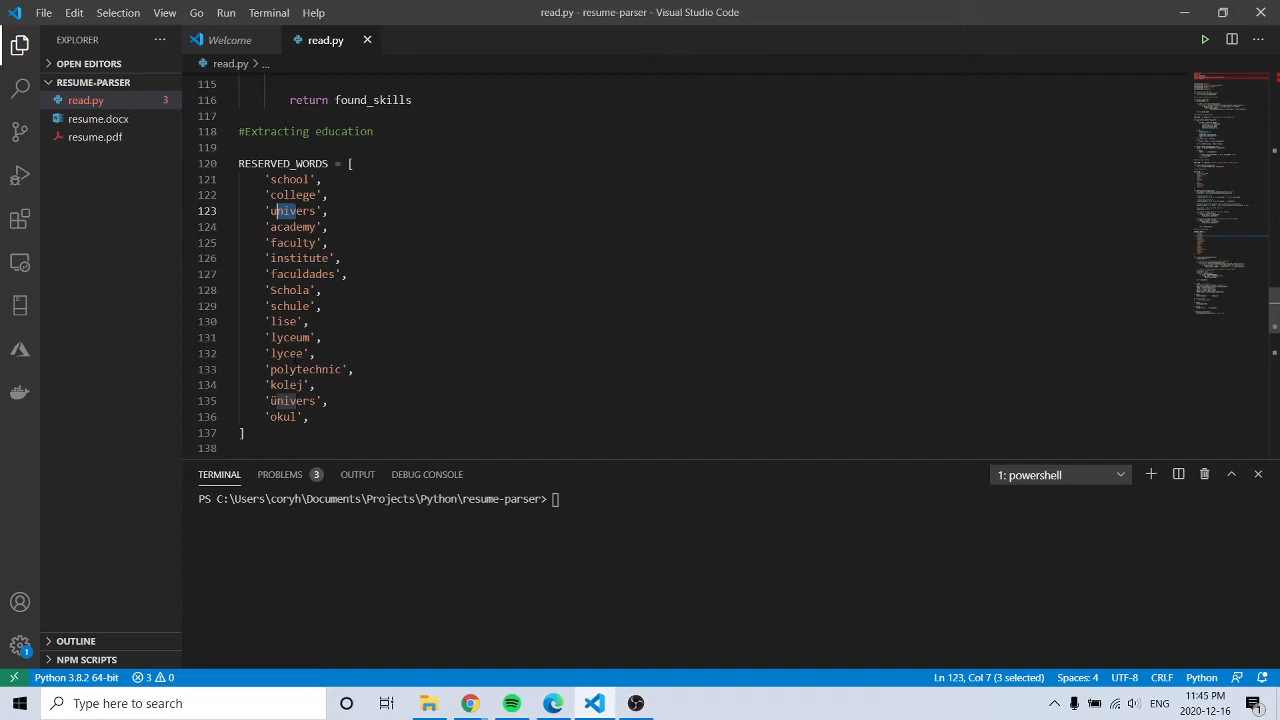 File Edit Selection View Go Run Terminal Help
read.py - resume-parser - Visual Studio Code
EXPLORER
Welcome
read.py
OPEN EDITORS
read.py > ...
RESUME-PARSER
read.py 3
resume.docx
resume.pdf
115
116 return found_skills
117
118 #Extracting education
119
120 RESERVED_WORDS = [
121 'school',
122 'college',
123 'univers',
124 'academy',
125 'faculty',
126 'institute',
127 'faculdades',
128 'Schola',
129 'schule',
130 'lise',
131 'lyceum',
132 'lycee',
133 'polytechnic',
134 'kolej',
135 'ünivers',
136 'okul',
137 ]
138
TERMINAL PROBLEMS 3 OUTPUT DEBUG CONSOLE
1: powershell
PS C:\Users\coryh\Documents\Projects\Python\resume-parser>
OUTLINE
NPM SCRIPTS
1
Python 3.8.2 64-bit 3 0
Ln 123, Col 7 (3 selected) Spaces: 4 UTF-8 CRLF Python
Type here to search
ENG
11:45 PM
2020-12-16
1